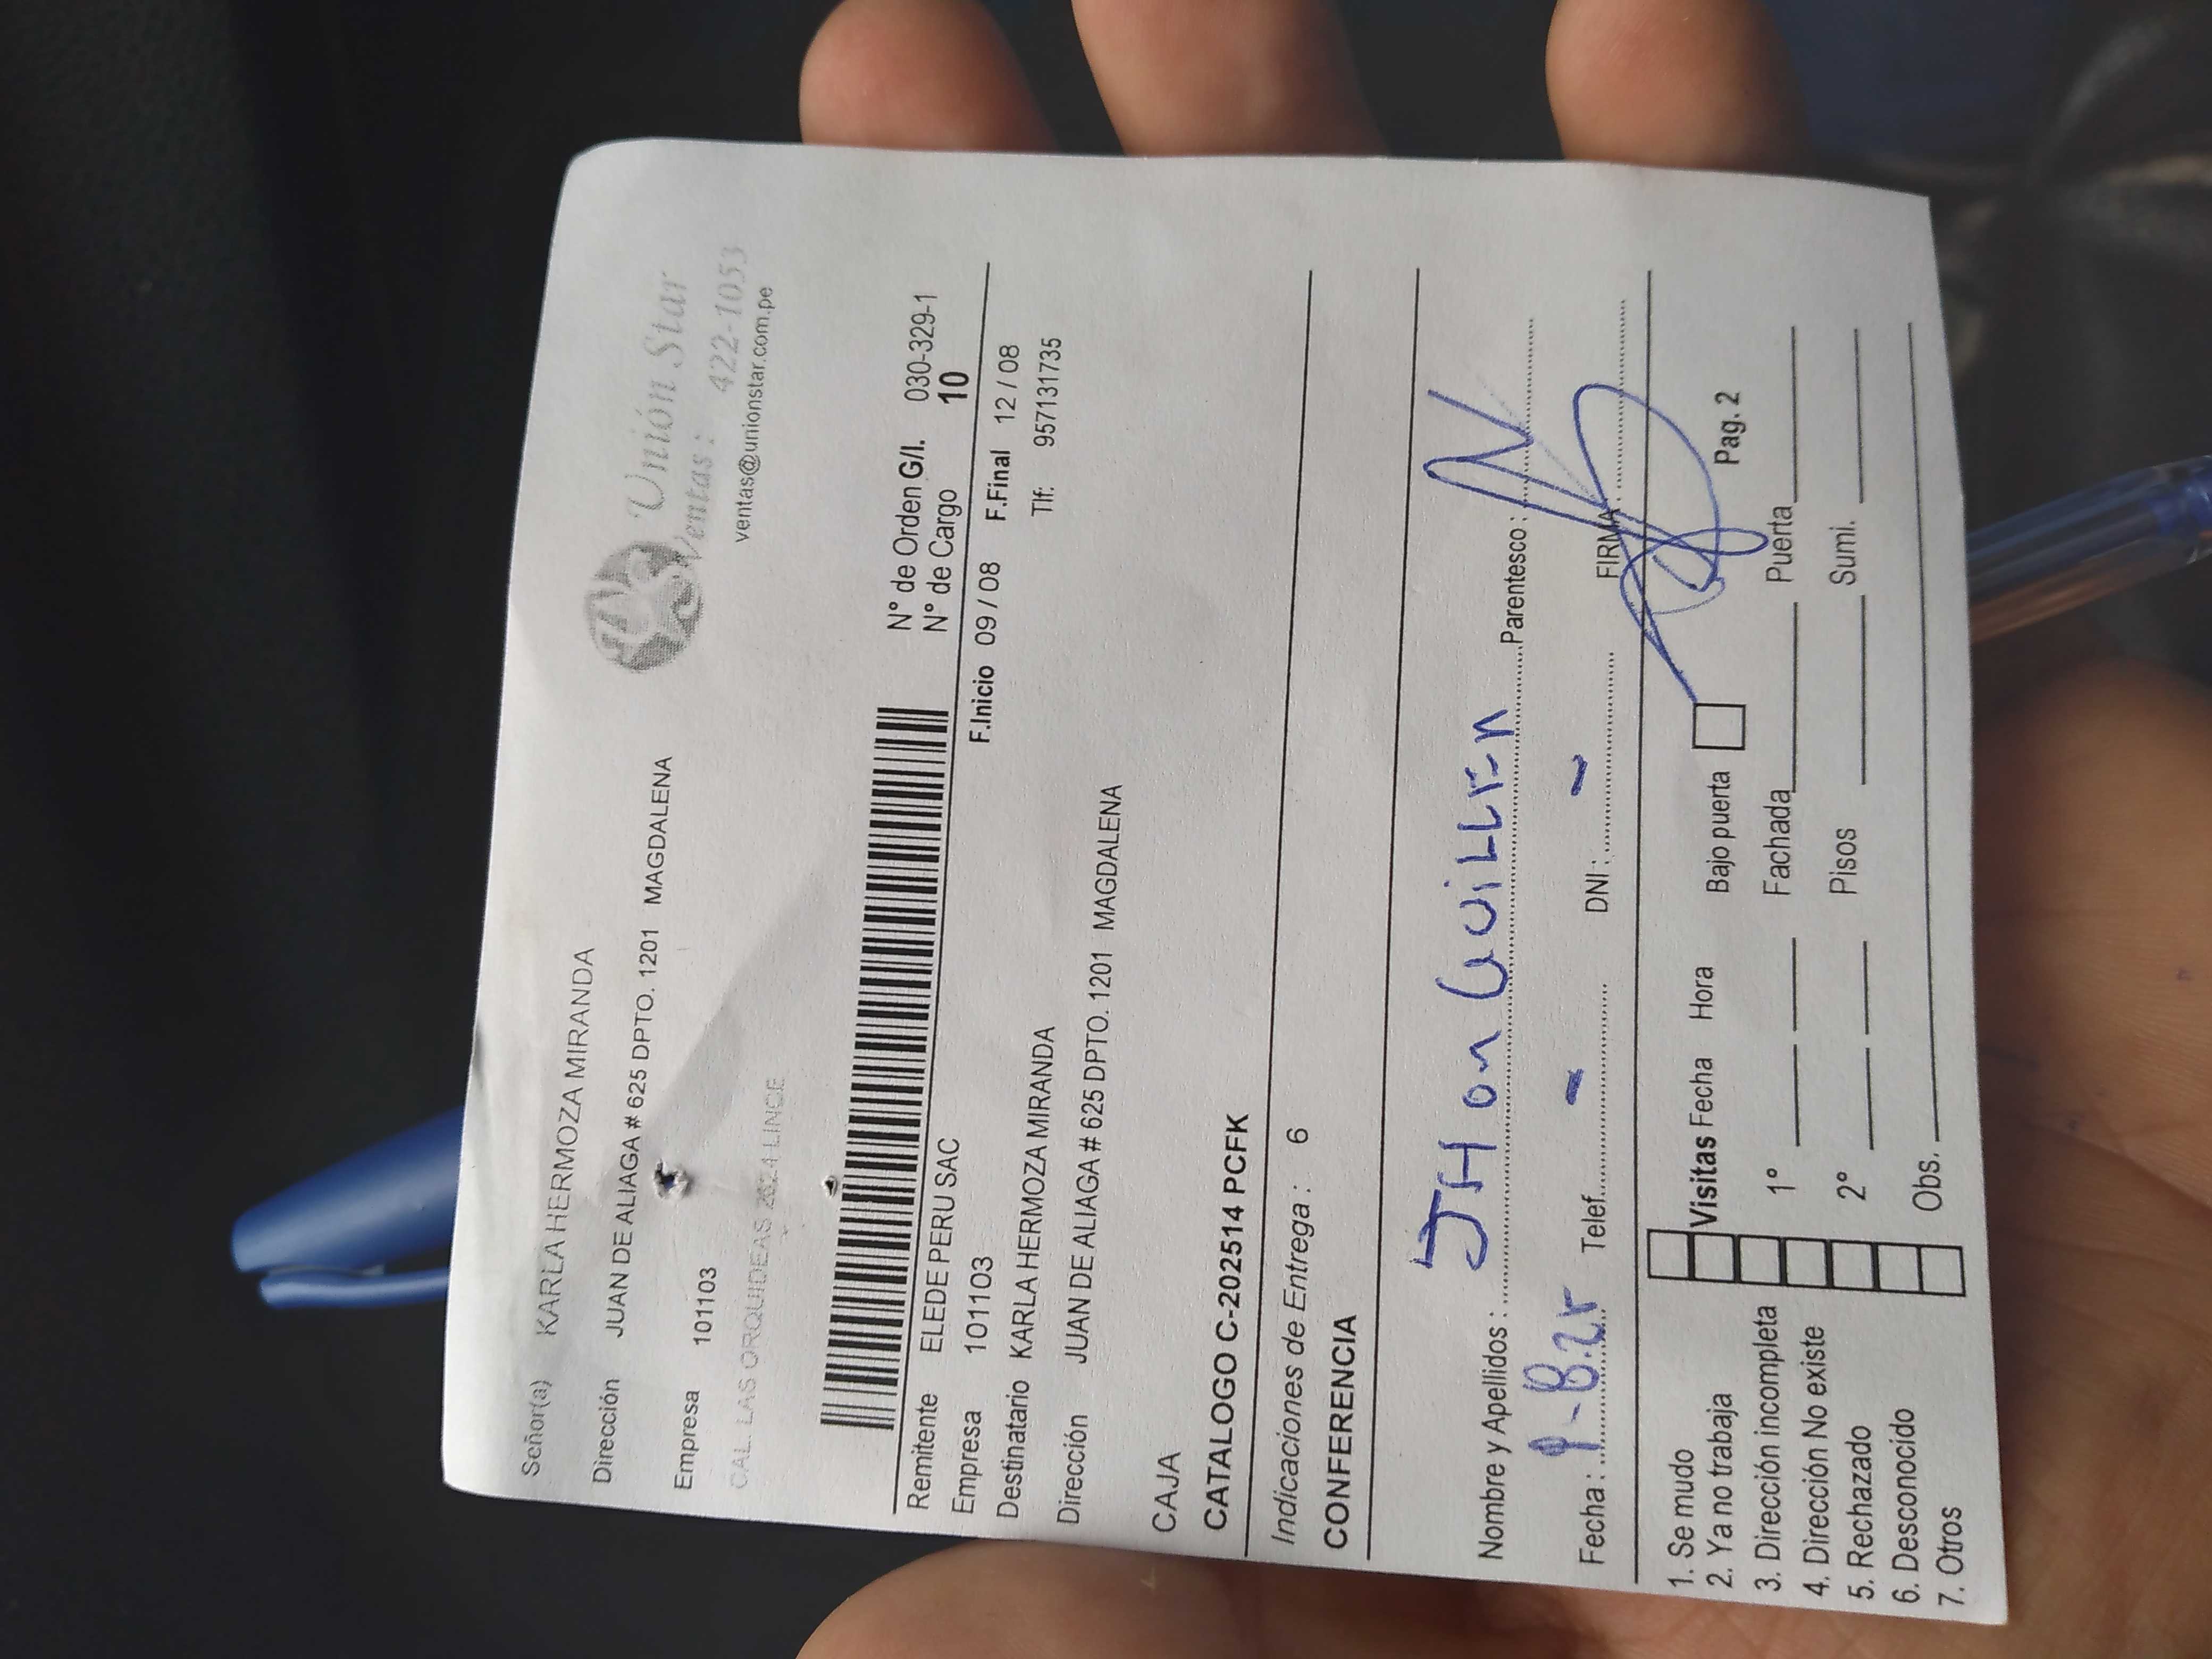 Señor(a) KARLA HERMOZA MIRANDA
Dirección JUAN DE ALIAGA # 625 DPTO. 1201 MAGDALENA
Empresa 101103
CAL. LAS ORQUIDEAS 2624 LINCE
Unión Star
Ventas : 422-1053
ventas@unionstar.com.pe
N° de Orden G/I. 030-329-1
N° de Cargo 10
Remitente ELEDE PERU SAC
F.Inicio 09 / 08 F.Final 12 / 08
Empresa 101103
Destinatario KARLA HERMOZA MIRANDA
Tlf: 957131735
Dirección JUAN DE ALIAGA # 625 DPTO. 1201 MAGDALENA
CAJA
CATALOGO C-202514 PCFK
Indicaciones de Entrega : 6
CONFERENCIA
Nombre y Apellidos : JHon GuiLLen Parentesco :
Fecha : Telef. - DNI : - FIRMA :
1. Se mudo
2. Ya no trabaja
3. Dirección incompleta
4. Dirección No existe
5. Rechazado
6. Desconocido
7. Otros
Visitas Fecha Hora Bajo puerta Pag. 2
1° Fachada Puerta
2° Pisos Sumi.
Obs.